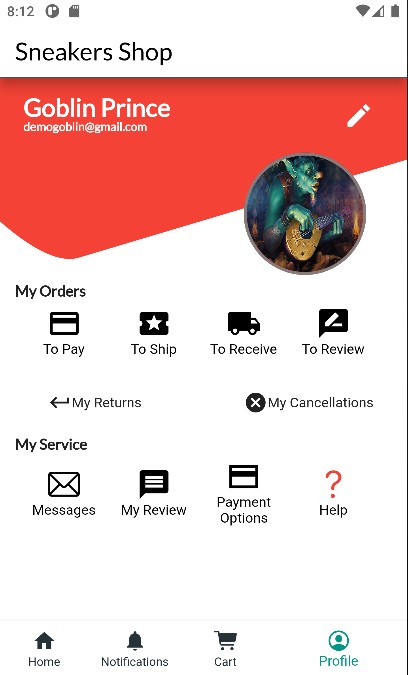 8:12
Sneakers Shop
Goblin Prince
demogoblin@gmail.com
My Orders
To Pay To Ship To Receive To Review
My Returns My Cancellations
My Service
Messages My Review Payment Options Help
Home Notifications Cart Profile